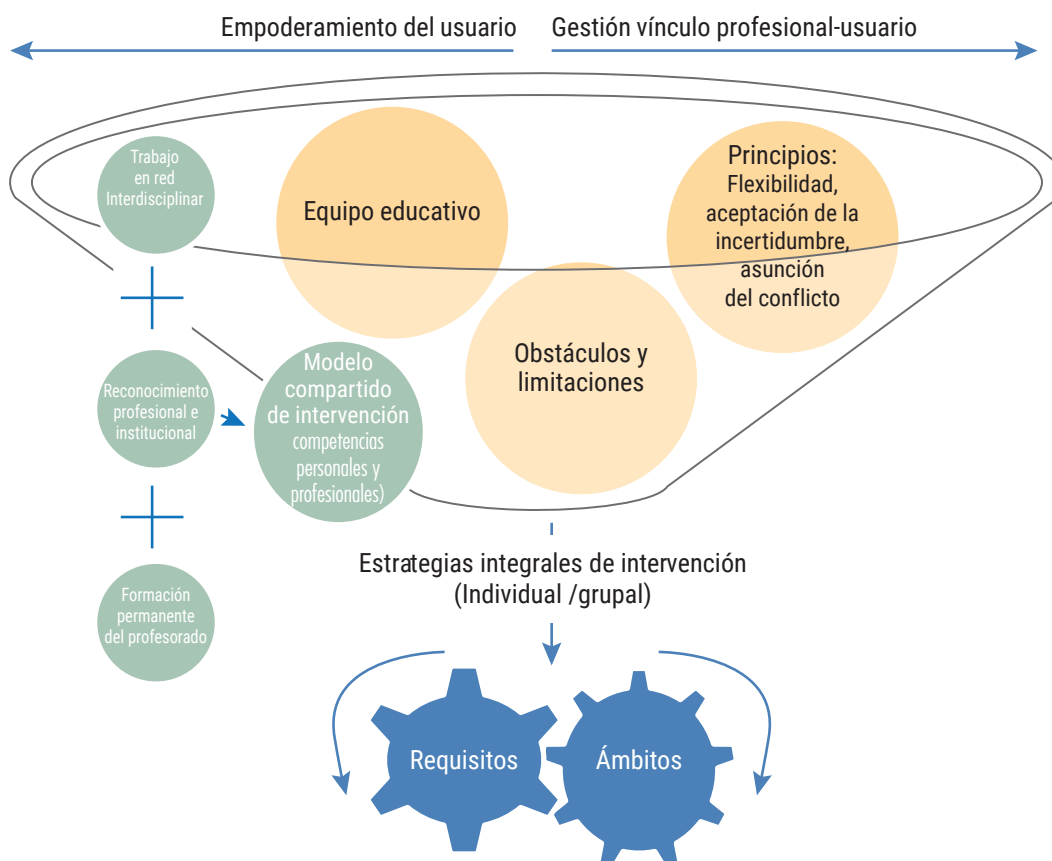 Empoderamiento del usuario
Gestión vínculo profesional-usuario
Trabajo
en red
Interdisciplinar
Equipo educativo
Principios:
Flexibilidad,
aceptación de la
incertidumbre,
asunción
del conflicto
Obstáculos y
limitaciones
Reconocimiento
profesional e
institucional
Modelo
compartido
de intervención
competencias
personales y
profesionales)
Formación
permanente
del profesorado
Estrategias integrales de intervención
(Individual /grupal)
Requisitos
Ámbitos